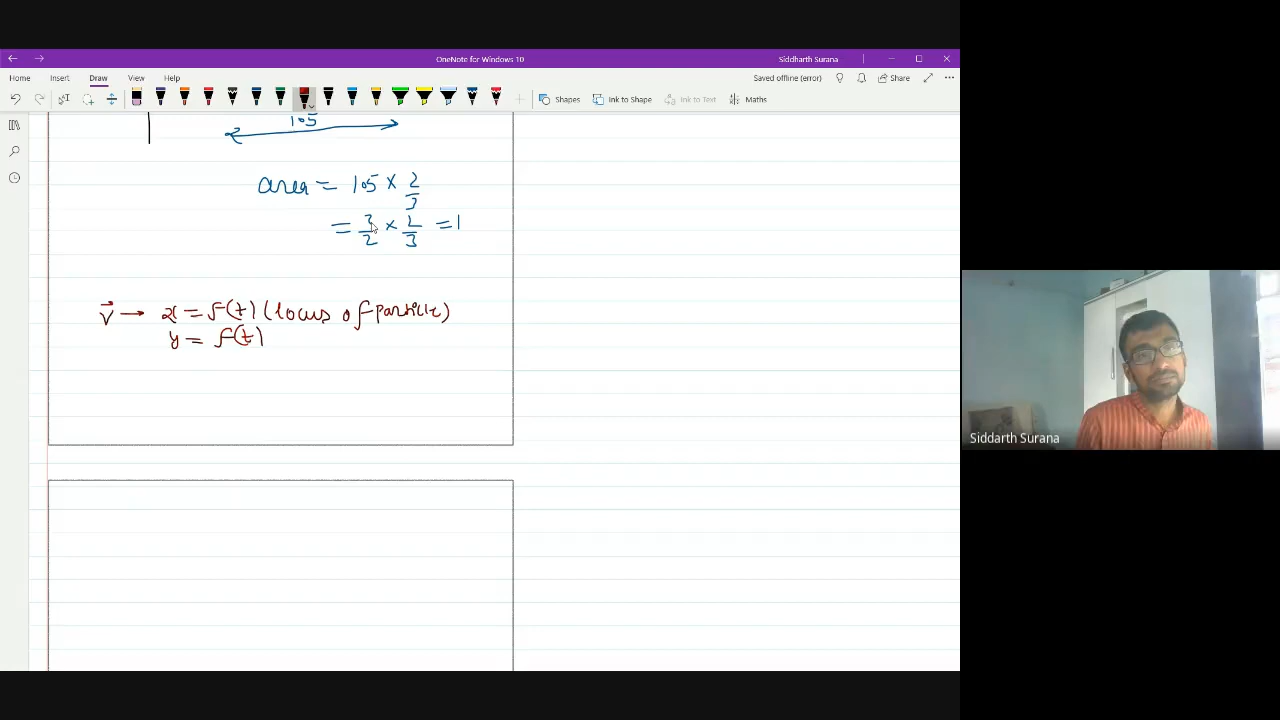 OneNote for Windows 10
Siddharth Surana
Home Insert Draw View Help
Saved offline (error)
Share
Shapes
Ink to Shape
Ink to Text
Maths
1.5
area = 1.5 × 2/3
= 3/2 × 2/3 = 1
v⃗ → x = f(t) (locus of particle)
y = f(t)
Siddarth Surana